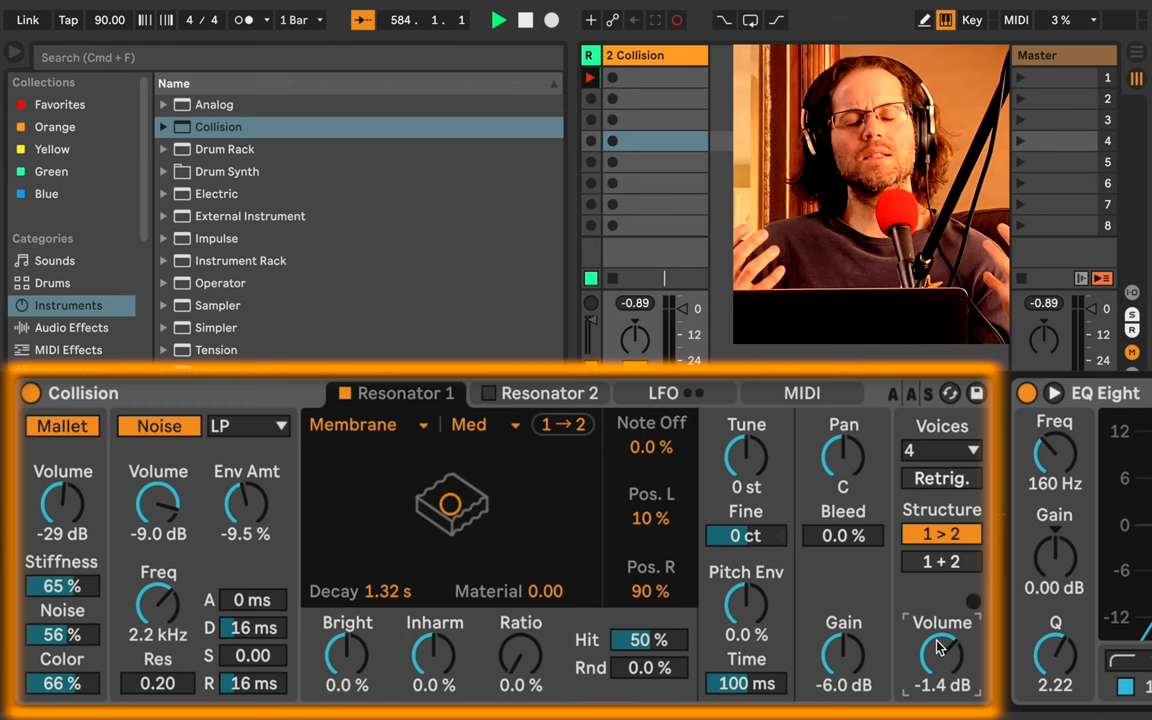 Link Tap 90.00 4 / 4 1 Bar 584 . 1 . 1 Key MIDI 3 %
Search (Cmd + F)
Collections
Favorites
Orange
Yellow
Green
Blue
Categories
Sounds
Drums
Instruments
Audio Effects
MIDI Effects
Name
Analog
Collision
Drum Rack
Drum Synth
Electric
External Instrument
Impulse
Instrument Rack
Operator
Sampler
Simpler
Tension
R 2 Collision
-0.89
0
12
24
Master
1
2
3
4
5
6
7
8
-0.89
0
12
24
I·O
S
R
M
Collision
Resonator 1 Resonator 2 LFO MIDI A A S
Mallet
Volume
-29 dB
Stiffness
65 %
Noise
56 %
Color
66 %
Noise LP
Volume Env Amt
-9.0 dB -9.5 %
Freq
2.2 kHz
Res
0.20
A 0 ms
D 16 ms
S 0.00
R 16 ms
Membrane Med 1→2
Decay 1.32 s Material 0.00
Note Off
0.0 %
Pos. L
10 %
Pos. R
90 %
Bright Inharm Ratio
0.0 % 0.0 % 0.0 %
Hit 50 %
Rnd 0.0 %
Tune
0 st
Fine
0 ct
Pitch Env
0.0 %
Time
100 ms
Pan
C
Bleed
0.0 %
Gain
-6.0 dB
Voices
4
Retrig.
Structure
1 > 2
1 + 2
Volume
-1.4 dB
EQ Eight
Freq
160 Hz
Gain
0.00 dB
Q
2.22
12
6
0
-6
-12
1